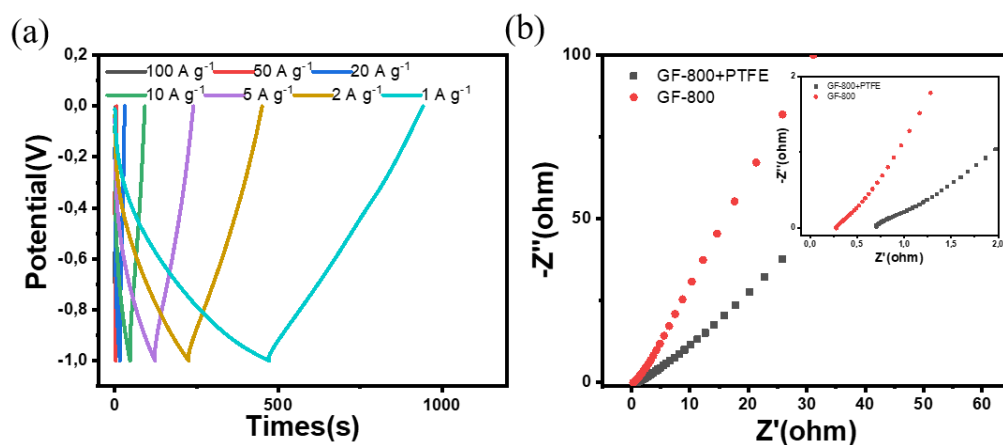 (a)
0,2
0,0
-0,2
-0,4
-0,6
-0,8
-1,0
Potential(V)
100 A g⁻¹ 50 A g⁻¹ 20 A g⁻¹
10 A g⁻¹ 5 A g⁻¹ 2 A g⁻¹ 1 A g⁻¹
0 500 1000
Times(s)
(b)
100
50
0
-Z''(ohm)
GF-800+PTFE
GF-800
2
1
0
-Z''(ohm)
GF-800+PTFE
GF-800
0,0 0,5 1,0 1,5 2,0
Z'(ohm)
0 10 20 30 40 50 60
Z'(ohm)